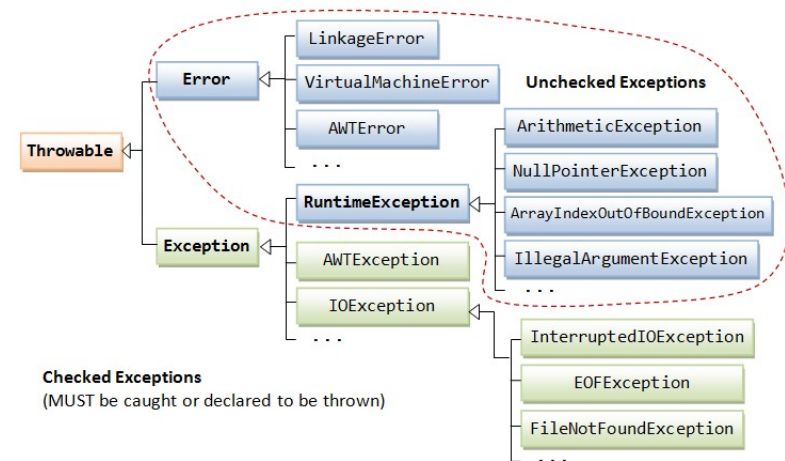 LinkageError
Error
VirtualMachineError
Unchecked Exceptions
AWTError
ArithmeticException
...
Throwable
NullPointerException
RuntimeException
ArrayIndexOutOfBoundException
Exception
AWTException
IllegalArgumentException
...
IOException
...
InterruptedIOException
Checked Exceptions
(MUST be caught or declared to be thrown)
EOFException
FileNotFoundException
...